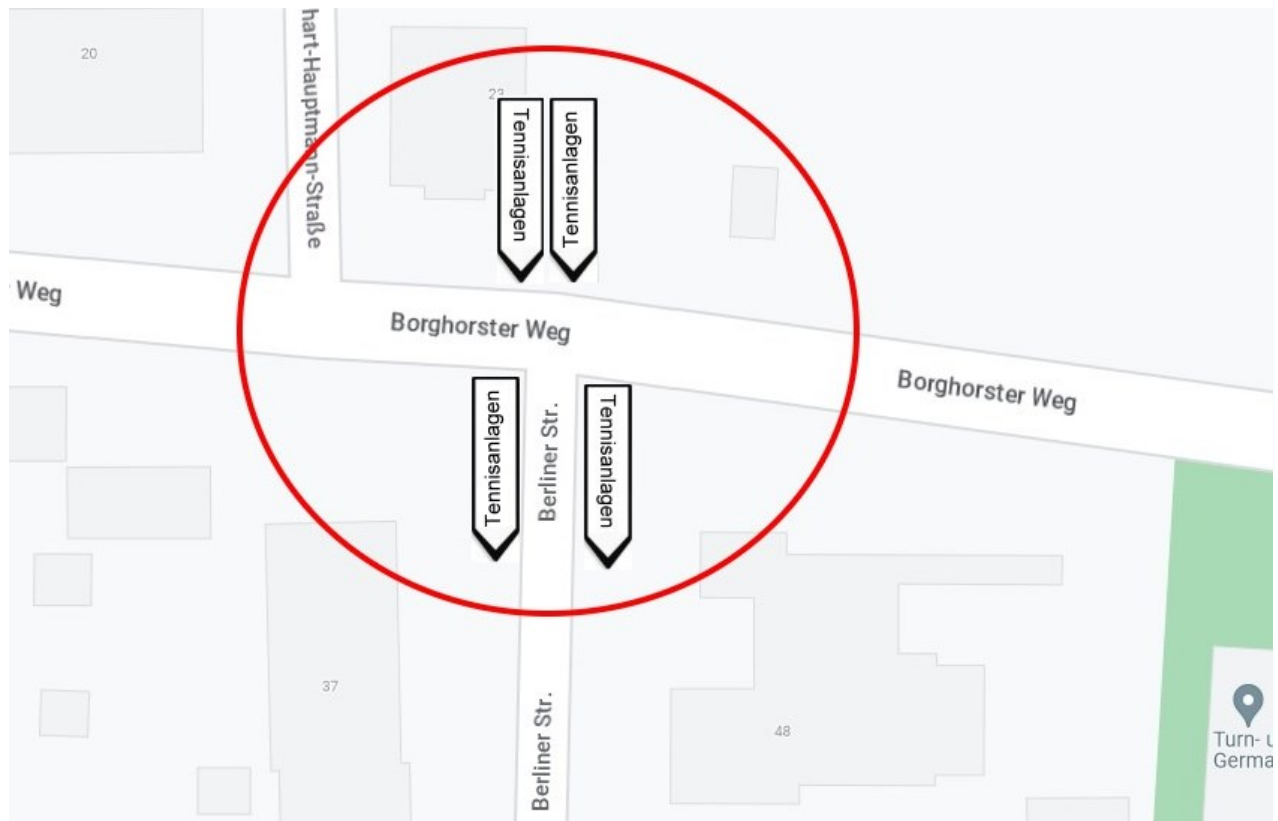 20
hart-Hauptmann-Straße
23
Tennisanlagen
Tennisanlagen
Weg
Borghorster Weg
Borghorster Weg
Tennisanlagen
Berliner Str.
Tennisanlagen
37
Berliner Str.
48
Turn- u
Germa